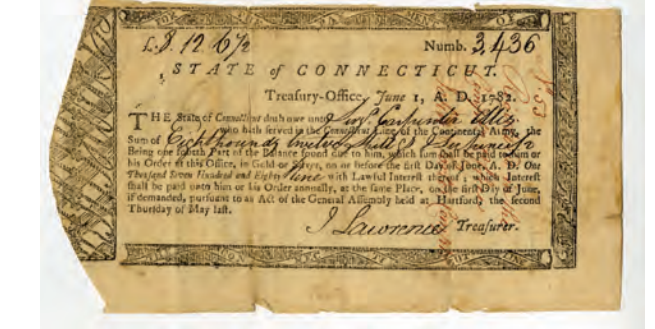 £8. 12. 6½ Numb. 3,436
STATE of CONNECTICUT.
Treasury-Office, June 1, A. D. 1782.
THE State of Connecticut doth owe unto Carpenter
who hath served in the Connecticut Line of the Continental Army, the
Sum of Eight pounds twelve Shill &
Being one fourth Part of the Balance found due to him, which sum shall be paid to him or
his Order at this Office, in Gold or Silver, on or before the first Day of June, A. D. One
Thousand Seven Hundred and Eighty Nine with Lawful Interest thereof; which Interest
shall be paid unto him or his Order annually, at the same Place, on the first Day of June,
if demanded, pursuant to an Act of the General Assembly held at Hartford, the second
Thursday of May last.
J Lawrence Treasurer.